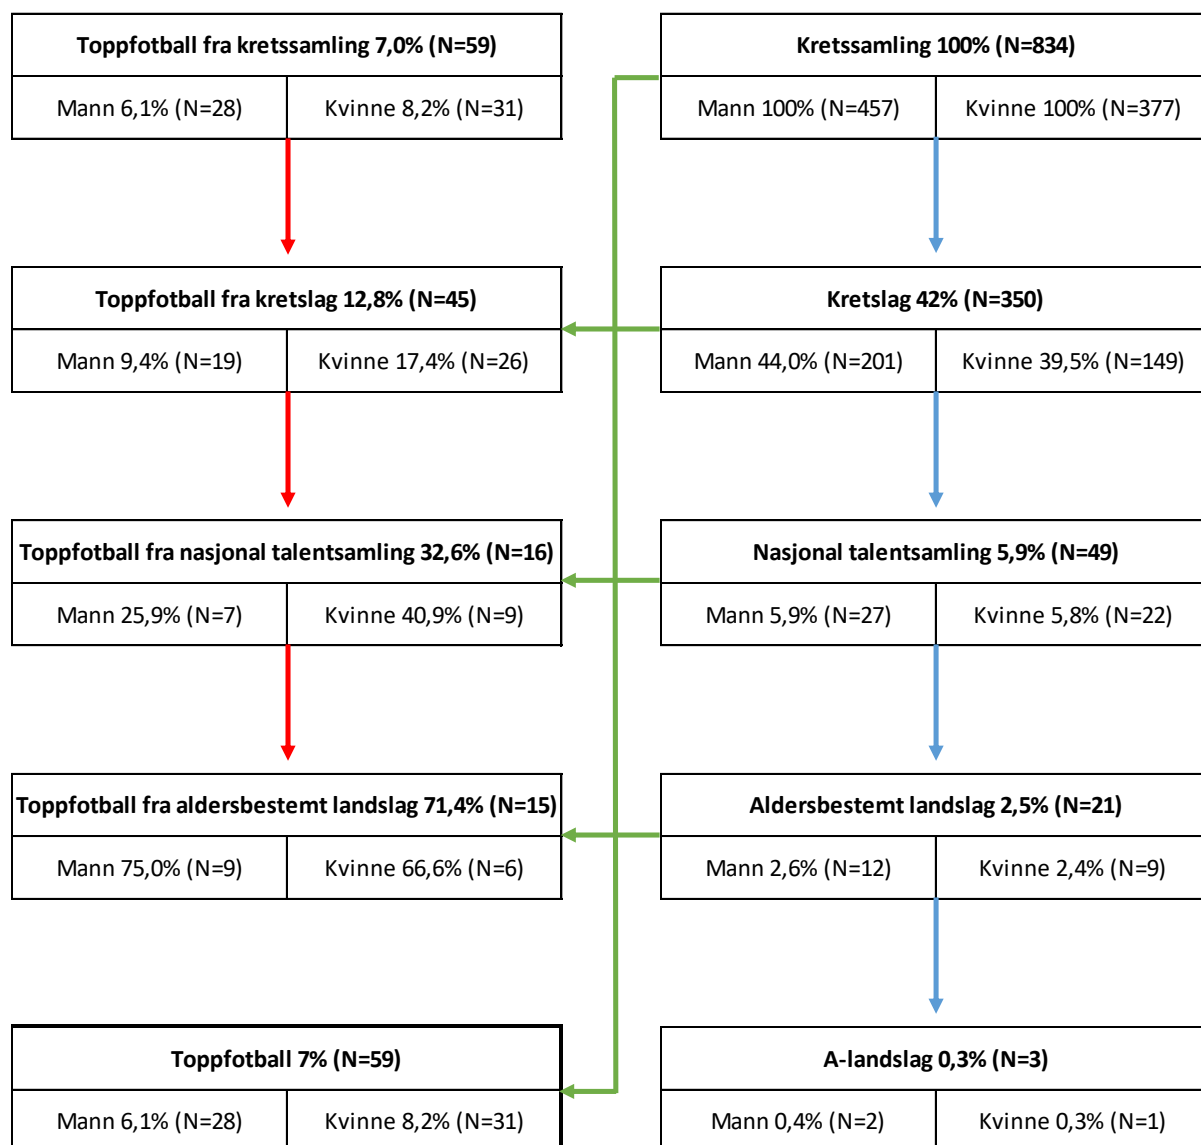 Toppfotball fra kretssamling 7,0% (N=59)
Mann 6,1% (N=28)
Kvinne 8,2% (N=31)
Kretssamling 100% (N=834)
Mann 100% (N=457)
Kvinne 100% (N=377)
Toppfotball fra kretslag 12,8% (N=45)
Mann 9,4% (N=19)
Kvinne 17,4% (N=26)
Kretslag 42% (N=350)
Mann 44,0% (N=201)
Kvinne 39,5% (N=149)
Toppfotball fra nasjonal talentsamling 32,6% (N=16)
Mann 25,9% (N=7)
Kvinne 40,9% (N=9)
Nasjonal talentsamling 5,9% (N=49)
Mann 5,9% (N=27)
Kvinne 5,8% (N=22)
Toppfotball fra aldersbestemt landslag 71,4% (N=15)
Mann 75,0% (N=9)
Kvinne 66,6% (N=6)
Aldersbestemt landslag 2,5% (N=21)
Mann 2,6% (N=12)
Kvinne 2,4% (N=9)
Toppfotball 7% (N=59)
Mann 6,1% (N=28)
Kvinne 8,2% (N=31)
A-landslag 0,3% (N=3)
Mann 0,4% (N=2)
Kvinne 0,3% (N=1)